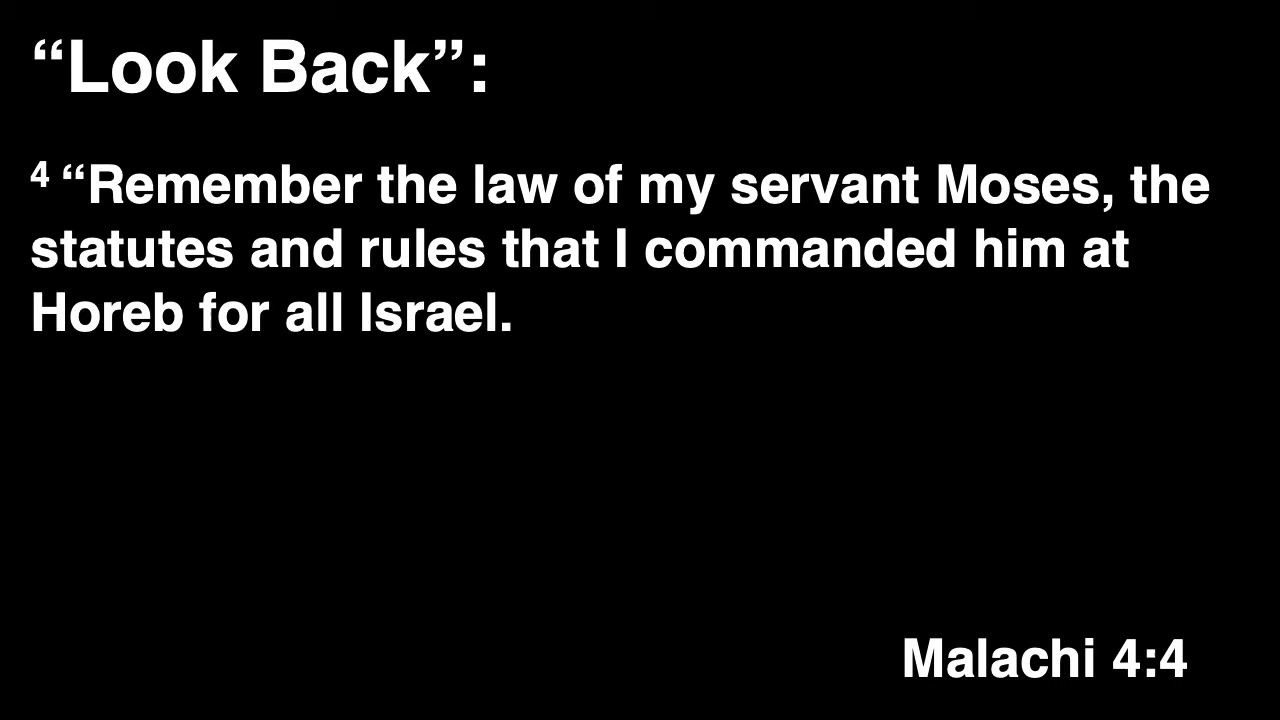 “Look Back”:
4 “Remember the law of my servant Moses, the
statutes and rules that I commanded him at
Horeb for all Israel.
Malachi 4:4